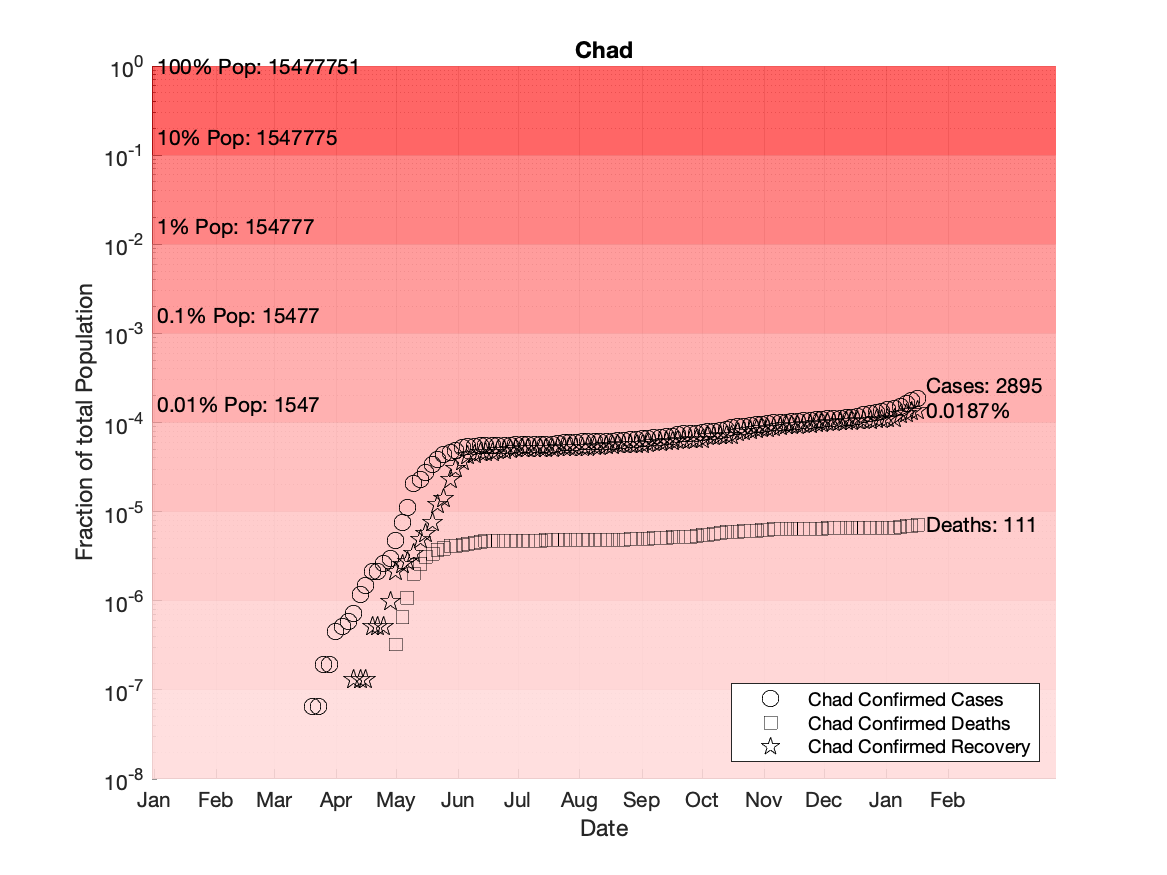 Chad
10^0
100% Pop: 15477751
10% Pop: 1547775
10^-1
1% Pop: 154777
10^-2
0.1% Pop: 15477
10^-3
0.01% Pop: 1547
10^-4
10^-5
10^-6
10^-7
10^-8
Fraction of total Population
Cases: 2895
0.0187%
Deaths: 111
Chad Confirmed Cases
Chad Confirmed Deaths
Chad Confirmed Recovery
Jan Feb Mar Apr May Jun Jul Aug Sep Oct Nov Dec Jan Feb
Date